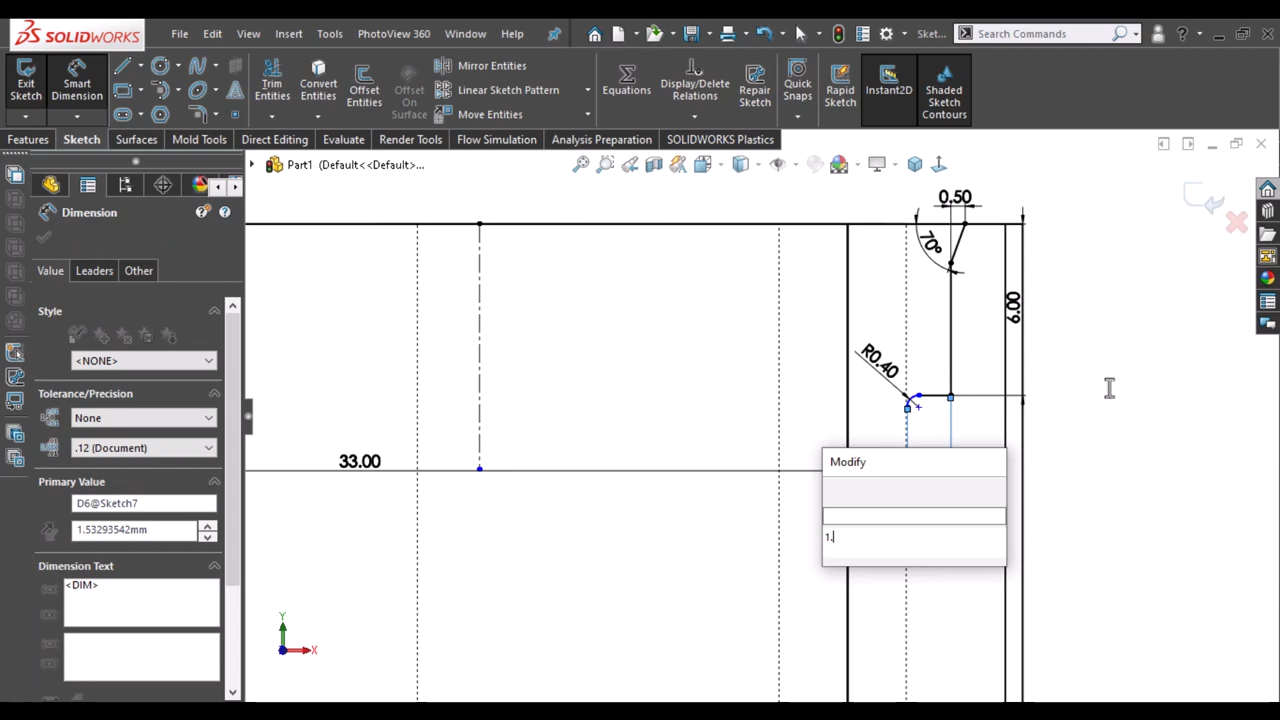 SOLIDWORKS File Edit View Insert Tools PhotoView 360 Window Help Sket... Search Commands
Exit Sketch Smart Dimension Trim Entities Convert Entities Offset Entities Offset On Surface Mirror Entities Linear Sketch Pattern Move Entities Equations Display/Delete Relations Repair Sketch Quick Snaps Rapid Sketch Instant2D Shaded Sketch Contours
Features Sketch Surfaces Mold Tools Direct Editing Evaluate Render Tools Flow Simulation Analysis Preparation SOLIDWORKS Plastics
Part1 (Default<<Default>...
Dimension
Value Leaders Other
Style
<NONE>
Tolerance/Precision
None
.12 (Document)
Primary Value
D6@Sketch7
1.53293542mm
Dimension Text
<DIM>
0.50
70°
6.00
R0.40
33.00
Modify
1.
Y
X